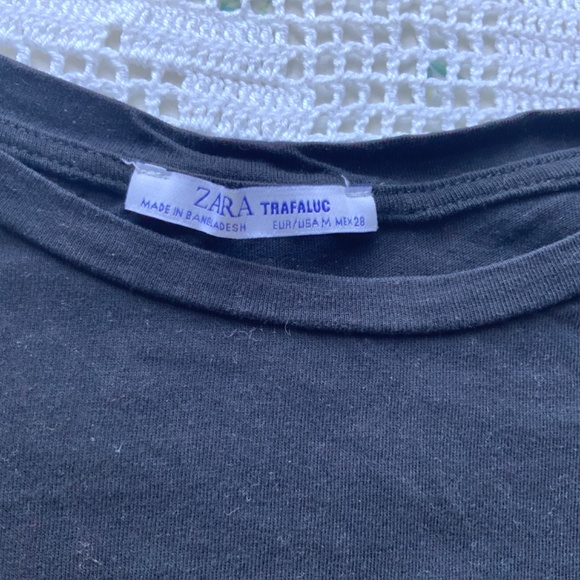 ZARA TRAFALUC
MADE IN BANGLADESH EUR/USA M MEX 28